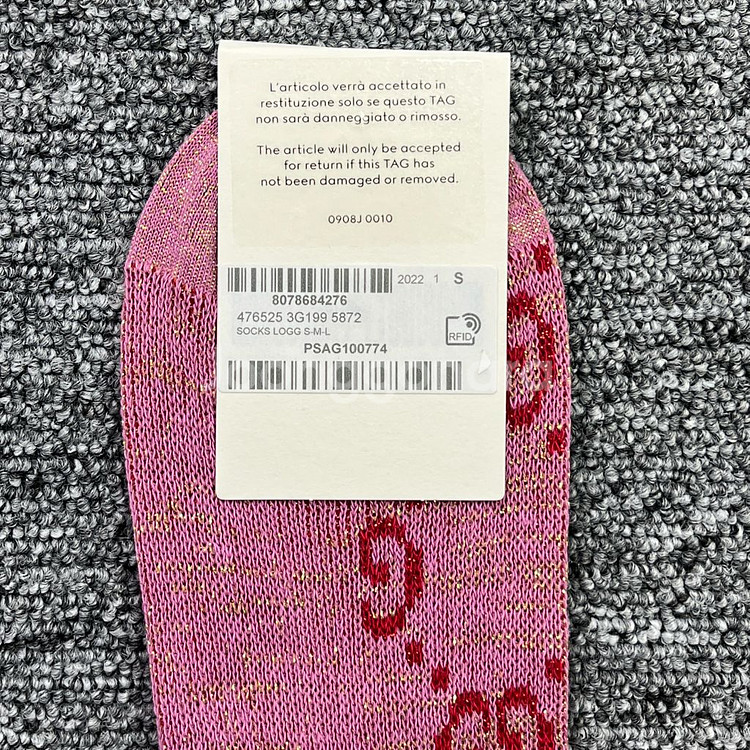 L'articolo verrà accettato in
restituzione solo se questo TAG
non sarà danneggiato o rimosso.
The article will only be accepted
for return if this TAG has
not been damaged or removed.
0908J 0010
2022 1 S
8078684276
476525 3G199 5872
SOCKS LOGG S-M-L
RFID
PSAG100774